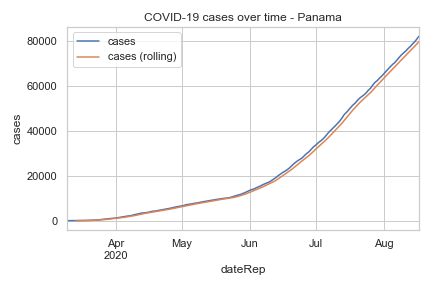 COVID-19 cases over time - Panama
cases
cases (rolling)
80000
60000
40000
20000
0
cases
Apr
2020
May
Jun
Jul
Aug
dateRep